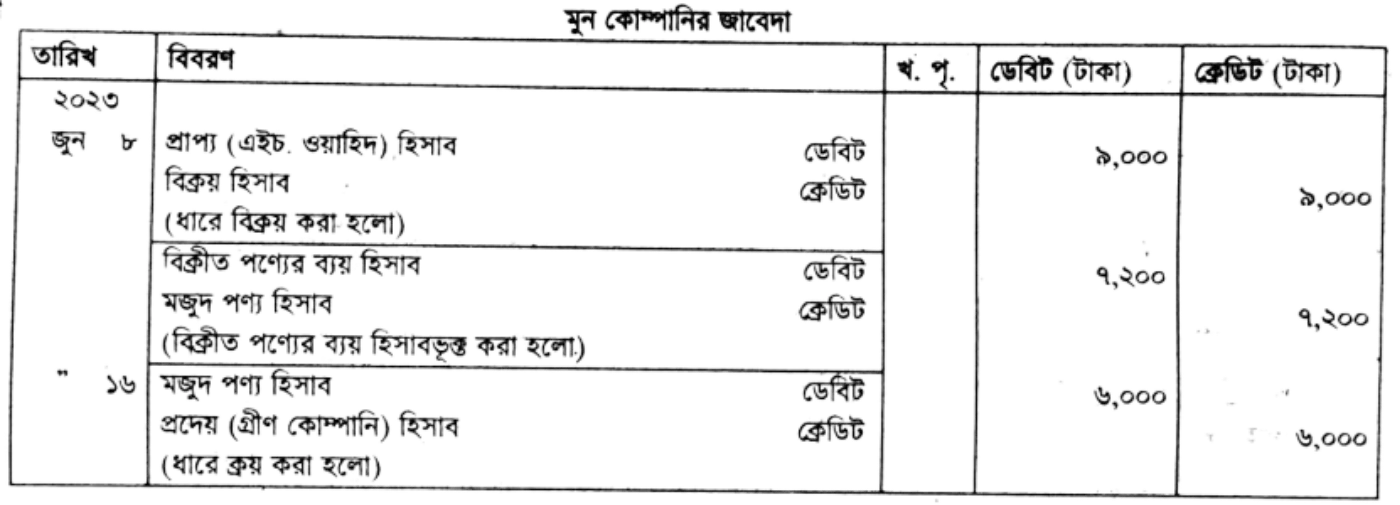 মুন কোম্পানির জাবেদা
তারিখ বিবরণ খ. পৃ. ডেবিট (টাকা) ক্রেডিট (টাকা)
২০২৩
জুন ৮ প্রাপ্য (এইচ. ওয়াহিদ) হিসাব ডেবিট ৯,০০০
বিক্রয় হিসাব ক্রেডিট ৯,০০০
(ধারে বিক্রয় করা হলো)
বিক্রীত পণ্যের ব্যয় হিসাব ডেবিট ৭,২০০
মজুদ পণ্য হিসাব ক্রেডিট ৭,২০০
(বিক্রীত পণ্যের ব্যয় হিসাবভূক্ত করা হলো)
" ১৬ মজুদ পণ্য হিসাব ডেবিট ৬,০০০
প্রদেয় (গ্রীণ কোম্পানি) হিসাব ক্রেডিট ৬,০০০
(ধারে ক্রয় করা হলো)